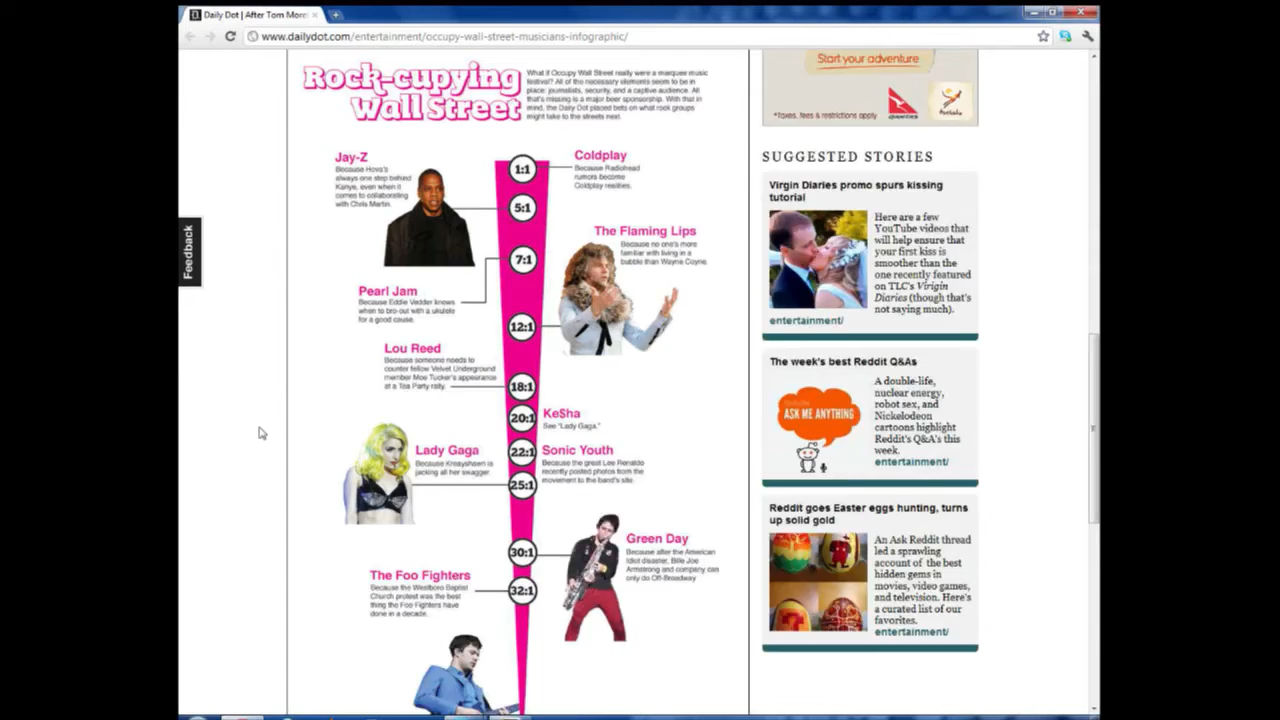 Daily Dot | After Tom More
www.dailydot.com/entertainment/occupy-wall-street-musicians-infographic/
Rock-cupying
Wall Street
What if Occupy Wall Street really were a marquee music
festival? All of the necessary elements seem to be in
place: journalists, security, and a captive audience. All
that's missing is a major beer sponsorship. With that in
mind, the Daily Dot placed bets on what rock groups
might take to the streets next.
Jay-Z
Because Hova's
always one step behind
Kanye, even when it
comes to collaborating
with Chris Martin.
1:1
Coldplay
Because Radiohead
rumors become
Coldplay realities.
5:1
The Flaming Lips
Because no one's more
familiar with living in a
bubble than Wayne Coyne.
7:1
Pearl Jam
Because Eddie Vedder knows
when to bro-out with a ukulele
for a good cause.
12:1
Lou Reed
Because someone needs to
counter fellow Velvet Underground
member Moe Tucker's appearance
at a Tea Party rally.
18:1
20:1
Ke$ha
See "Lady Gaga."
Lady Gaga
Because Kreayshawn is
jacking all her swagger.
22:1
Sonic Youth
Because the great Lee Ranaldo
recently posted photos from the
movement to the band's site.
25:1
Green Day
Because after the American
Idiot disaster, Billie Joe
Armstrong and company can
only do Off-Broadway
30:1
The Foo Fighters
Because the Westboro Baptist
Church protest was the best
thing the Foo Fighters have
done in a decade.
32:1
Feedback
Start your adventure
*Taxes, fees & restrictions apply
QANTAS
SUGGESTED STORIES
Virgin Diaries promo spurs kissing
tutorial
Here are a few
YouTube videos that
will help ensure that
your first kiss is
smoother than the
one recently featured
on TLC's Virigin
Diaries (though that's
not saying much).
entertainment/
The week's best Reddit Q&As
ASK ME ANYTHING
A double-life,
nuclear energy,
robot sex, and
Nickelodeon
cartoons highlight
Reddit's Q&A's this
week.
entertainment/
Reddit goes Easter eggs hunting, turns
up solid gold
An Ask Reddit thread
led a sprawling
account of the best
hidden gems in
movies, video games,
and television. Here's
a curated list of our
favorites.
entertainment/